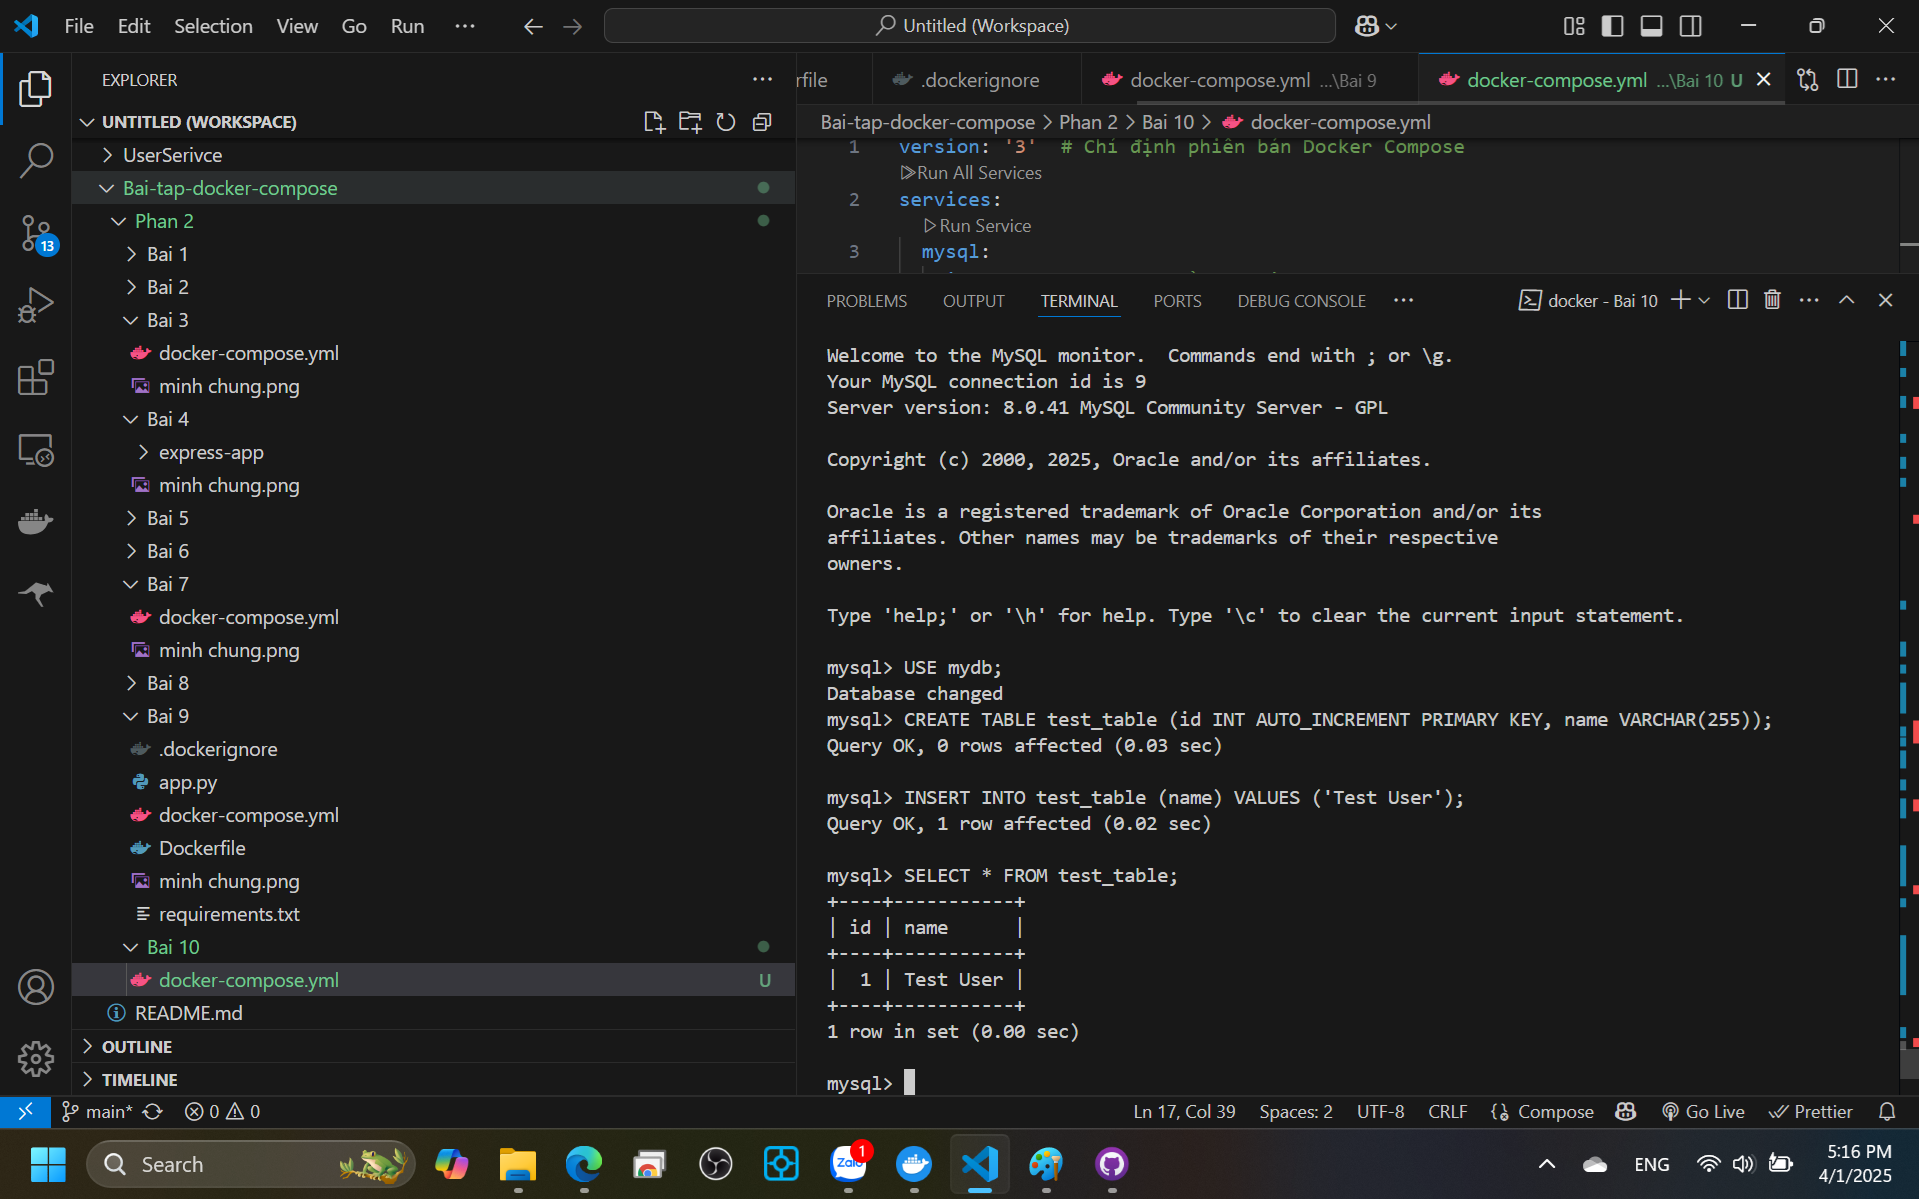 File Edit Selection View Go Run
Untitled (Workspace)
EXPLORER
UNTITLED (WORKSPACE)
UserSerivce
Bai-tap-docker-compose
Phan 2
Bai 1
Bai 2
Bai 3
docker-compose.yml
minh chung.png
Bai 4
express-app
minh chung.png
Bai 5
Bai 6
Bai 7
docker-compose.yml
minh chung.png
Bai 8
Bai 9
.dockerignore
app.py
docker-compose.yml
Dockerfile
minh chung.png
requirements.txt
Bai 10
docker-compose.yml U
README.md
OUTLINE
TIMELINE
13
rfile .dockerignore docker-compose.yml ...\Bai 9 docker-compose.yml ...\Bai 10 U
Bai-tap-docker-compose > Phan 2 > Bai 10 > docker-compose.yml
1 version: '3' # Chỉ định phiên bản Docker Compose
Run All Services
2 services:
Run Service
3 mysql:
PROBLEMS OUTPUT TERMINAL PORTS DEBUG CONSOLE docker - Bai 10
Welcome to the MySQL monitor. Commands end with ; or \g.
Your MySQL connection id is 9
Server version: 8.0.41 MySQL Community Server - GPL
Copyright (c) 2000, 2025, Oracle and/or its affiliates.
Oracle is a registered trademark of Oracle Corporation and/or its
affiliates. Other names may be trademarks of their respective
owners.
Type 'help;' or '\h' for help. Type '\c' to clear the current input statement.
mysql> USE mydb;
Database changed
mysql> CREATE TABLE test_table (id INT AUTO_INCREMENT PRIMARY KEY, name VARCHAR(255));
Query OK, 0 rows affected (0.03 sec)
mysql> INSERT INTO test_table (name) VALUES ('Test User');
Query OK, 1 row affected (0.02 sec)
mysql> SELECT * FROM test_table;
+----+-----------+
| id | name      |
+----+-----------+
|  1 | Test User |
+----+-----------+
1 row in set (0.00 sec)
mysql>
main* 0 0 Ln 17, Col 39 Spaces: 2 UTF-8 CRLF Compose Go Live Prettier
Search Zalo 1 ENG 5:16 PM
4/1/2025